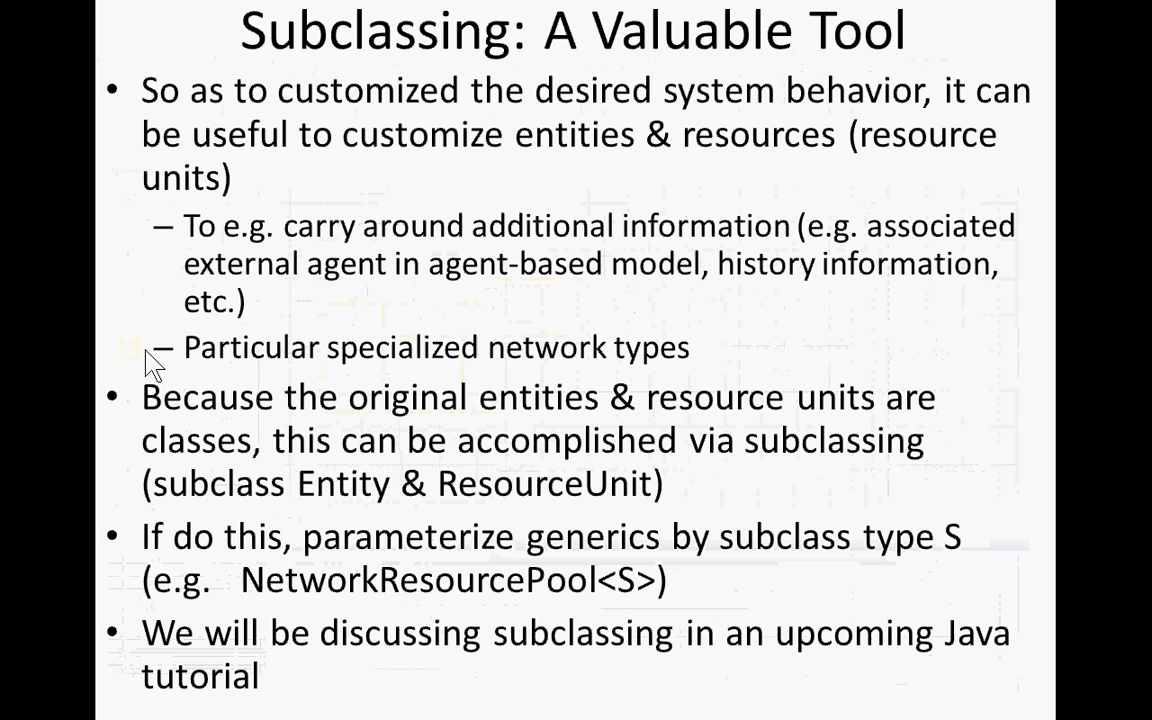 Subclassing: A Valuable Tool
• So as to customized the desired system behavior, it can
be useful to customize entities & resources (resource
units)
– To e.g. carry around additional information (e.g. associated
external agent in agent-based model, history information,
etc.)
– Particular specialized network types
• Because the original entities & resource units are
classes, this can be accomplished via subclassing
(subclass Entity & ResourceUnit)
• If do this, parameterize generics by subclass type S
(e.g. NetworkResourcePool<S>)
• We will be discussing subclassing in an upcoming Java
tutorial